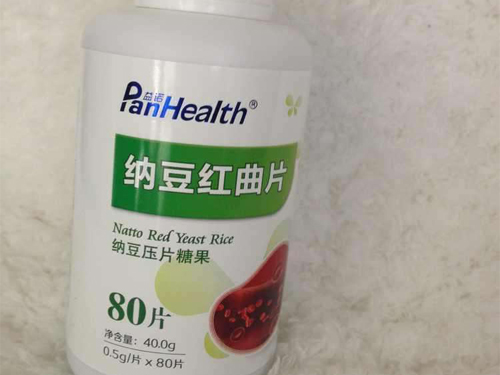 PanHealth®
益诺
纳豆红曲片
Natto Red Yeast Rice
纳豆压片糖果
80片
净含量: 40.0g
0.5g/片 x 80片